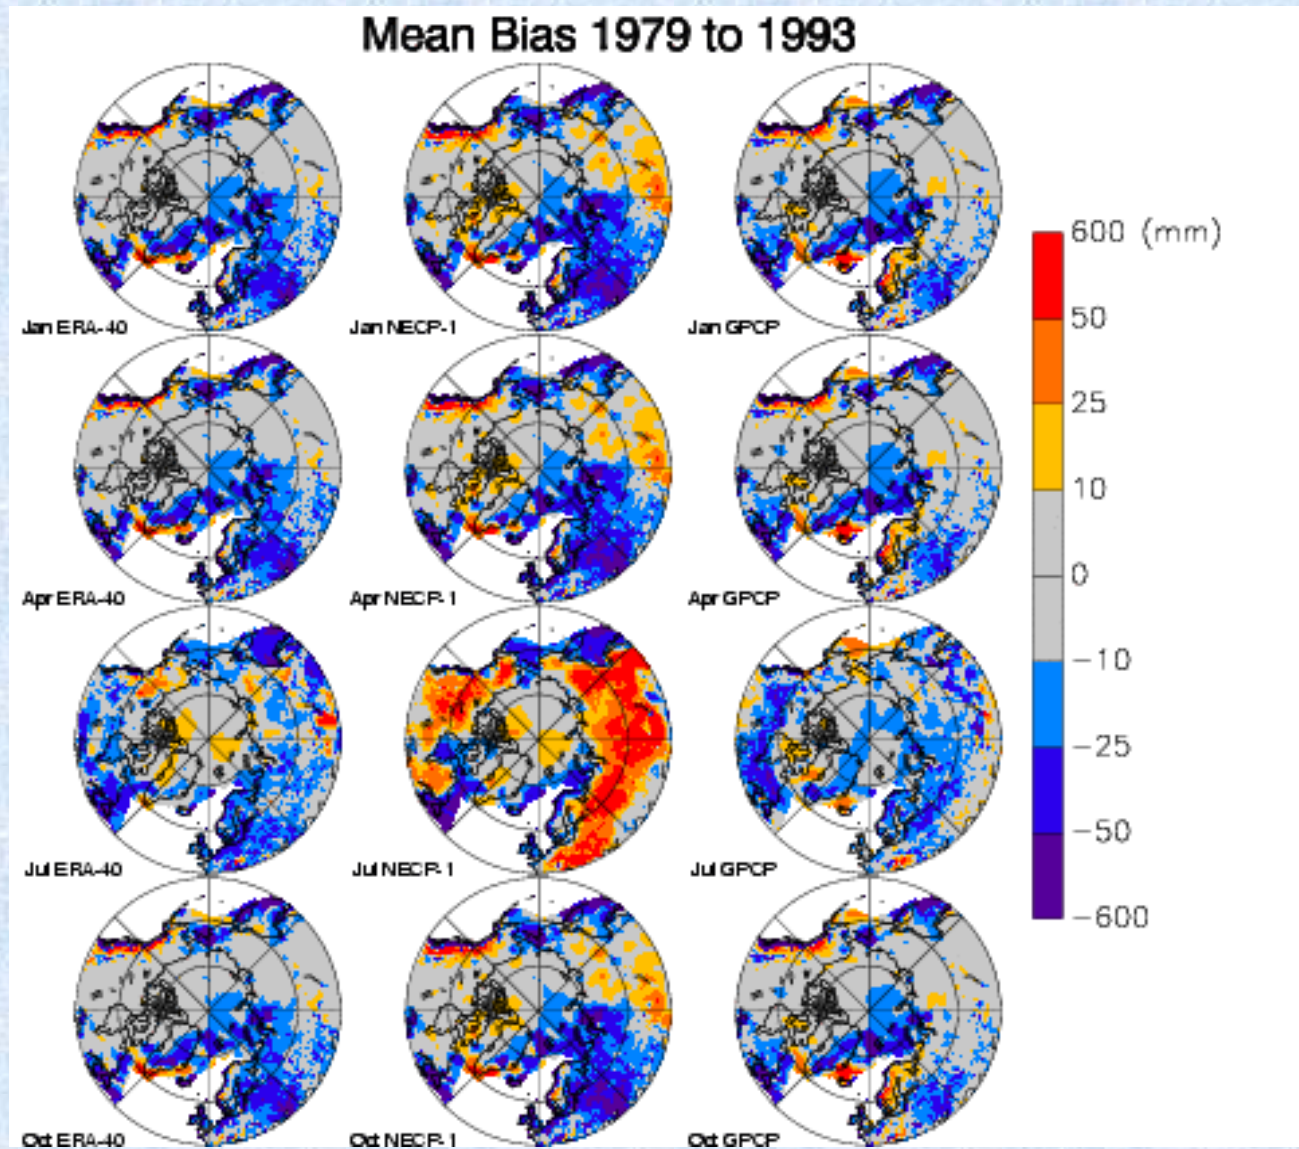 Mean Bias 1979 to 1993
Jan ERA-40
Jan NECP-1
Jan GPCP
Apr ERA-40
Apr NECP-1
Apr GPCP
Jul ERA-40
Jul NECP-1
Jul GPCP
Oct ERA-40
Oct NECP-1
Oct GPCP
600 (mm)
50
25
10
0
−10
−25
−50
−600